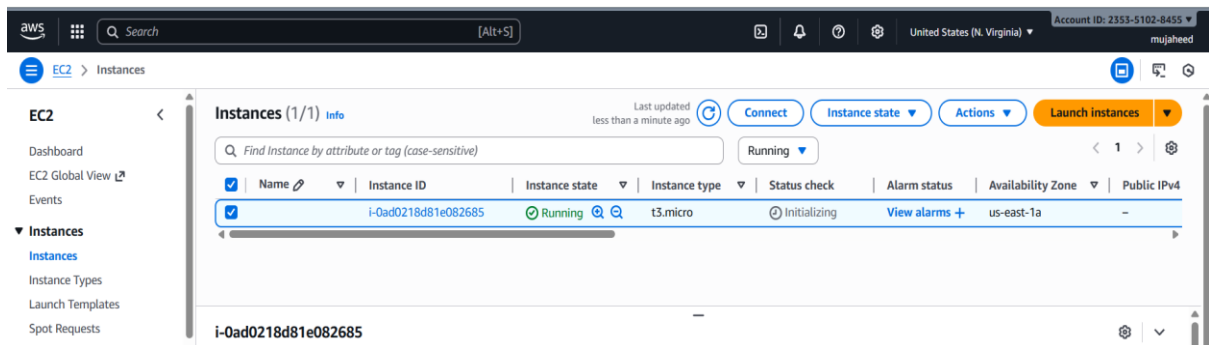 aws Search [Alt+S] United States (N. Virginia) Account ID: 2353-5102-8455
mujaheed
EC2 > Instances
EC2
Dashboard
EC2 Global View
Events
Instances
Instances
Instance Types
Launch Templates
Spot Requests
Instances (1/1) Info Last updated less than a minute ago Connect Instance state Actions Launch instances
Find Instance by attribute or tag (case-sensitive) Running < 1 >
Name Instance ID Instance state Instance type Status check Alarm status Availability Zone Public IPv4
i-0ad0218d81e082685 Running t3.micro Initializing View alarms + us-east-1a –
i-0ad0218d81e082685